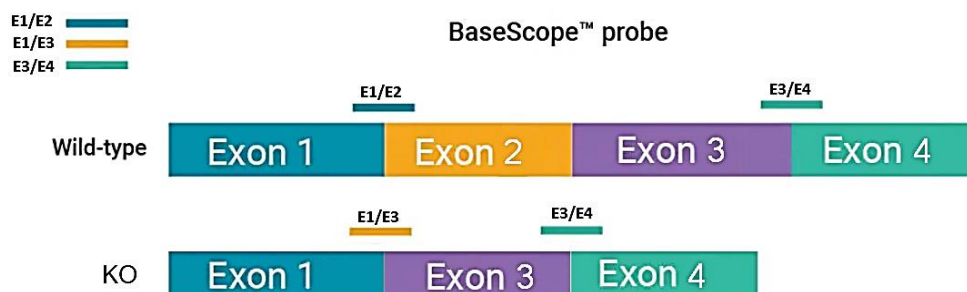 E1/E2
E1/E3
E3/E4
BaseScope™ probe
E1/E2
E3/E4
Wild-type
Exon 1
Exon 2
Exon 3
Exon 4
E1/E3
E3/E4
KO
Exon 1
Exon 3
Exon 4